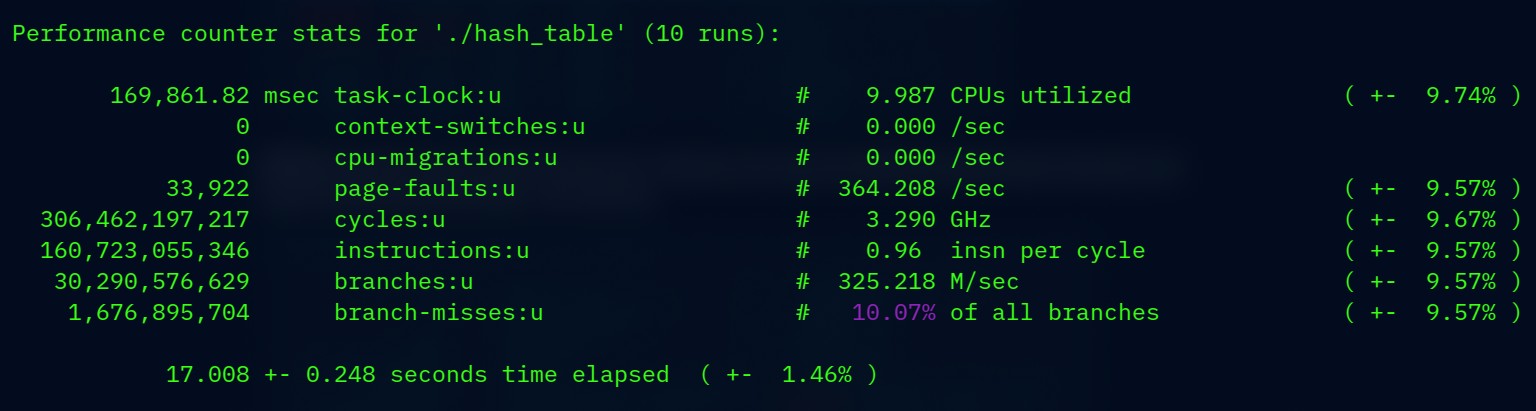 Performance counter stats for './hash_table' (10 runs):
169,861.82 msec task-clock:u # 9.987 CPUs utilized ( +- 9.74% )
0 context-switches:u # 0.000 /sec
0 cpu-migrations:u # 0.000 /sec
33,922 page-faults:u # 364.208 /sec ( +- 9.57% )
306,462,197,217 cycles:u # 3.290 GHz ( +- 9.67% )
160,723,055,346 instructions:u # 0.96 insn per cycle ( +- 9.57% )
30,290,576,629 branches:u # 325.218 M/sec ( +- 9.57% )
1,676,895,704 branch-misses:u # 10.07% of all branches ( +- 9.57% )
17.008 +- 0.248 seconds time elapsed ( +- 1.46% )